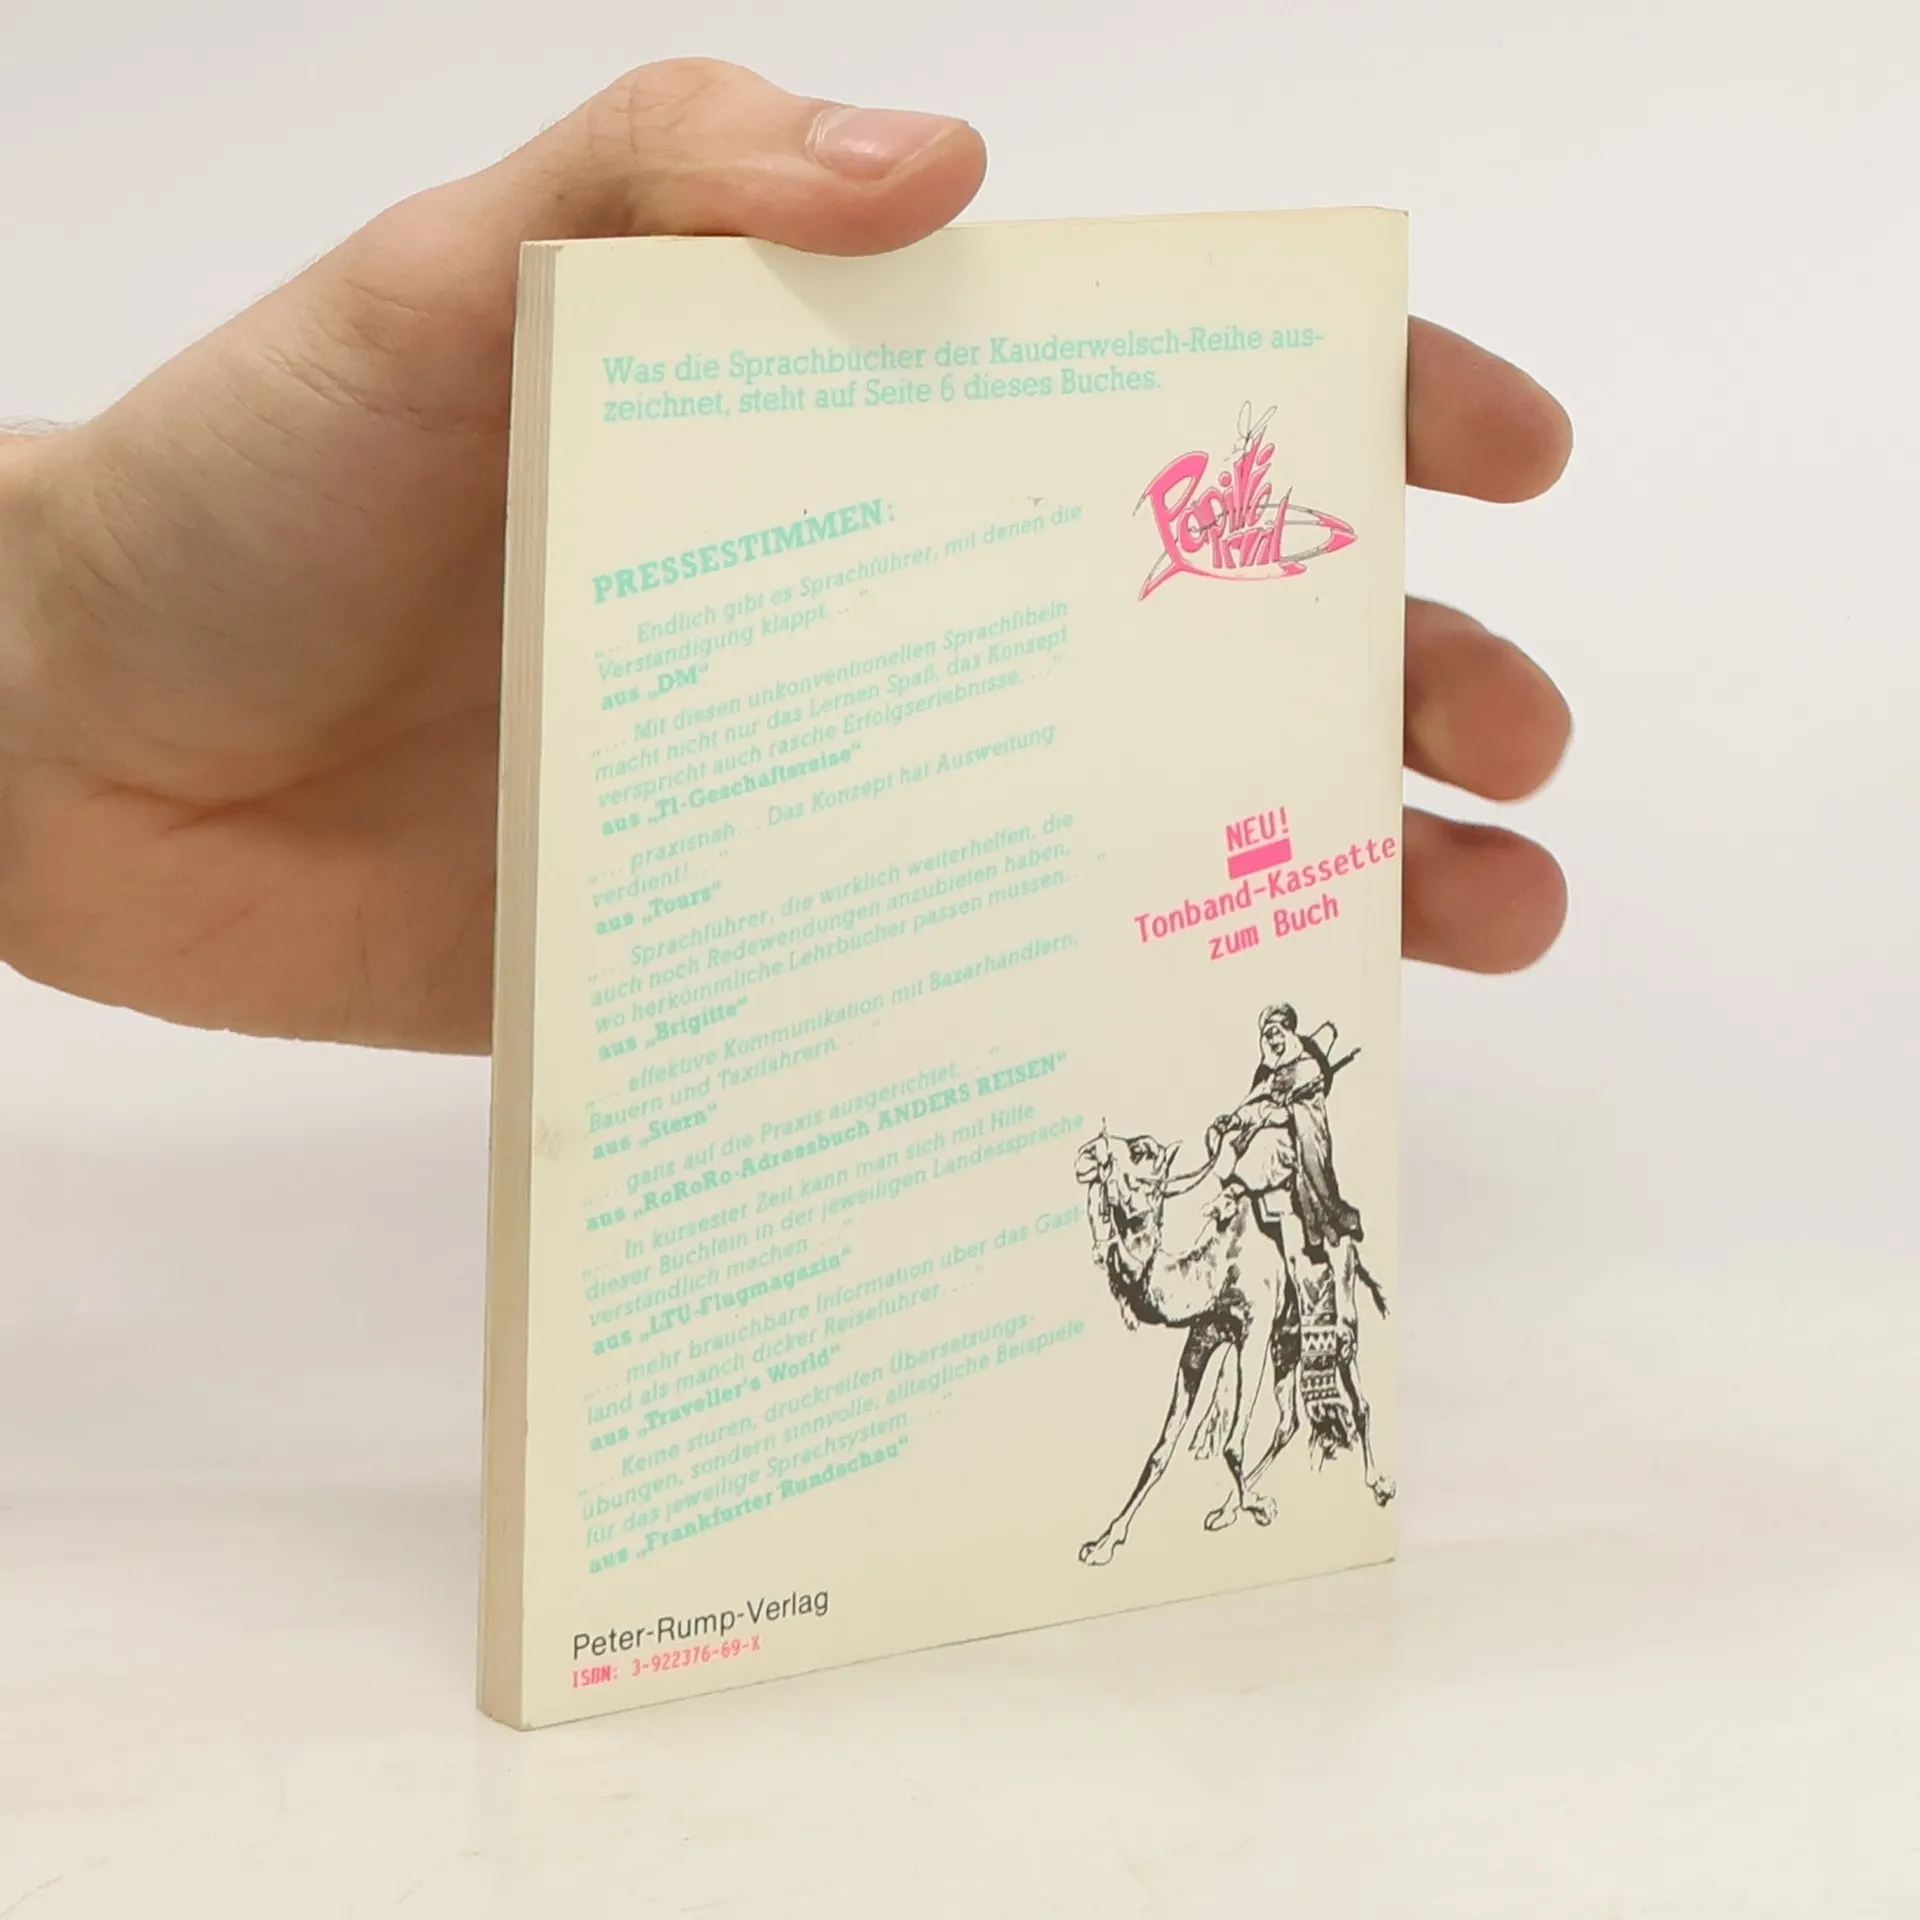 Was die Sprachbücher der Kauderwelsch-Reihe aus-
zeichnet, steht auf Seite 6 dieses Buches.
PRESSESTIMMEN:
„... Endlich gibt es Sprachführer, mit denen die
Verständigung klappt. ...“
aus „DM“
„... Mit diesen unkonventionellen Sprachfibeln
macht nicht nur das Lernen Spaß, das Konzept
verspricht auch rasche Erfolgserlebnisse. ...“
aus „TI-Geschäftsreise“
„... praxisnah ... Das Konzept hat Ausweitung
verdient! ...“
aus „Tours“
„... Sprachführer, die wirklich weiterhelfen, die
auch noch Redewendungen anzubieten haben,
wo herkömmliche Lehrbücher passen müssen. ...“
aus „Brigitte“
„... effektive Kommunikation mit Bazarhändlern,
Bauern und Taxifahrern. ...“
aus „Stern“
„... ganz auf die Praxis ausgerichtet. ...“
aus „RoRoRo-Adressbuch ANDERS REISEN“
„... In kürzester Zeit kann man sich mit Hilfe
dieser Büchlein in der jeweiligen Landessprache
verständlich machen ...“
aus „LTU-Flugmagazin“
„... mehr brauchbare Information über das Gast-
land als manch dicker Reiseführer. ...“
aus „Traveller's World“
„... Keine sturen, druckreifen Übersetzungs-
übungen, sondern sinnvolle, alltägliche Beispiele
für das jeweilige Sprachsystem. ...“
aus „Frankfurter Rundschau“
NEU!
Tonband-Kassette
zum Buch
Peter-Rump-Verlag
ISBN: 3-922376-69-X